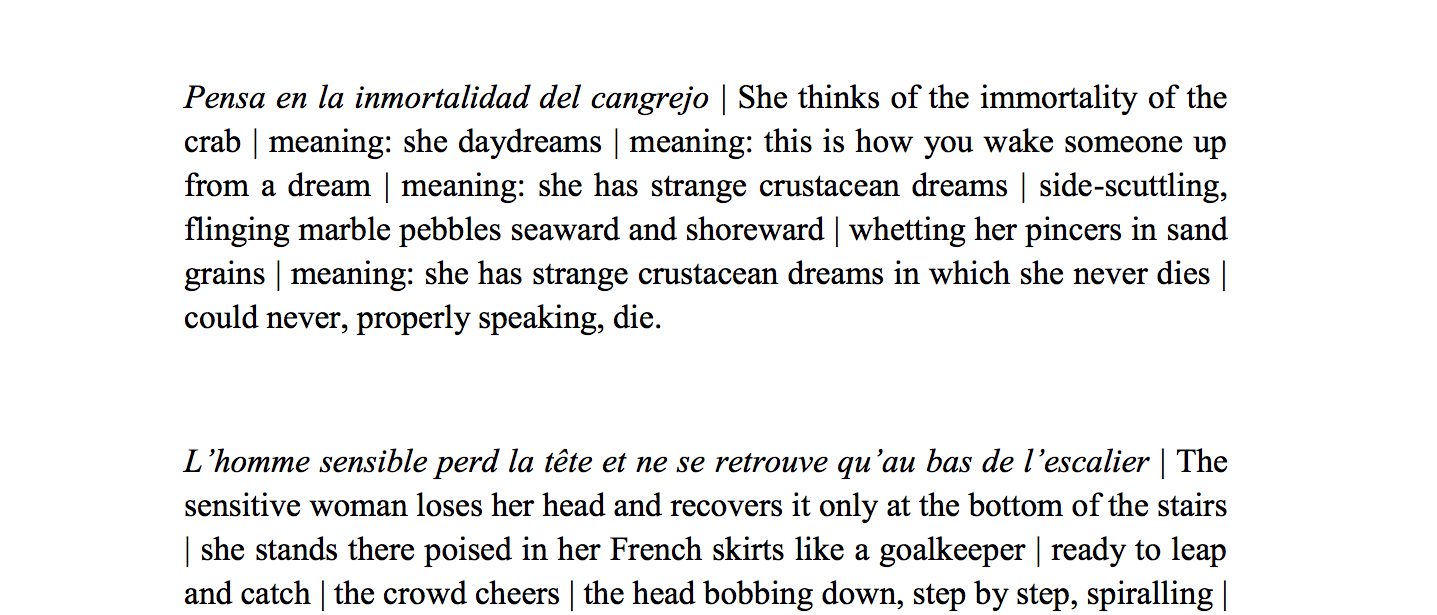 Pensa en la inmortalidad del cangrejo | She thinks of the immortality of the
crab | meaning: she daydreams | meaning: this is how you wake someone up
from a dream | meaning: she has strange crustacean dreams | side-scuttling,
flinging marble pebbles seaward and shoreward | whetting her pincers in sand
grains | meaning: she has strange crustacean dreams in which she never dies |
could never, properly speaking, die.
L’homme sensible perd la tête et ne se retrouve qu’au bas de l’escalier | The
sensitive woman loses her head and recovers it only at the bottom of the stairs
| she stands there poised in her French skirts like a goalkeeper | ready to leap
and catch | the crowd cheers | the head bobbing down, step by step, spiralling |